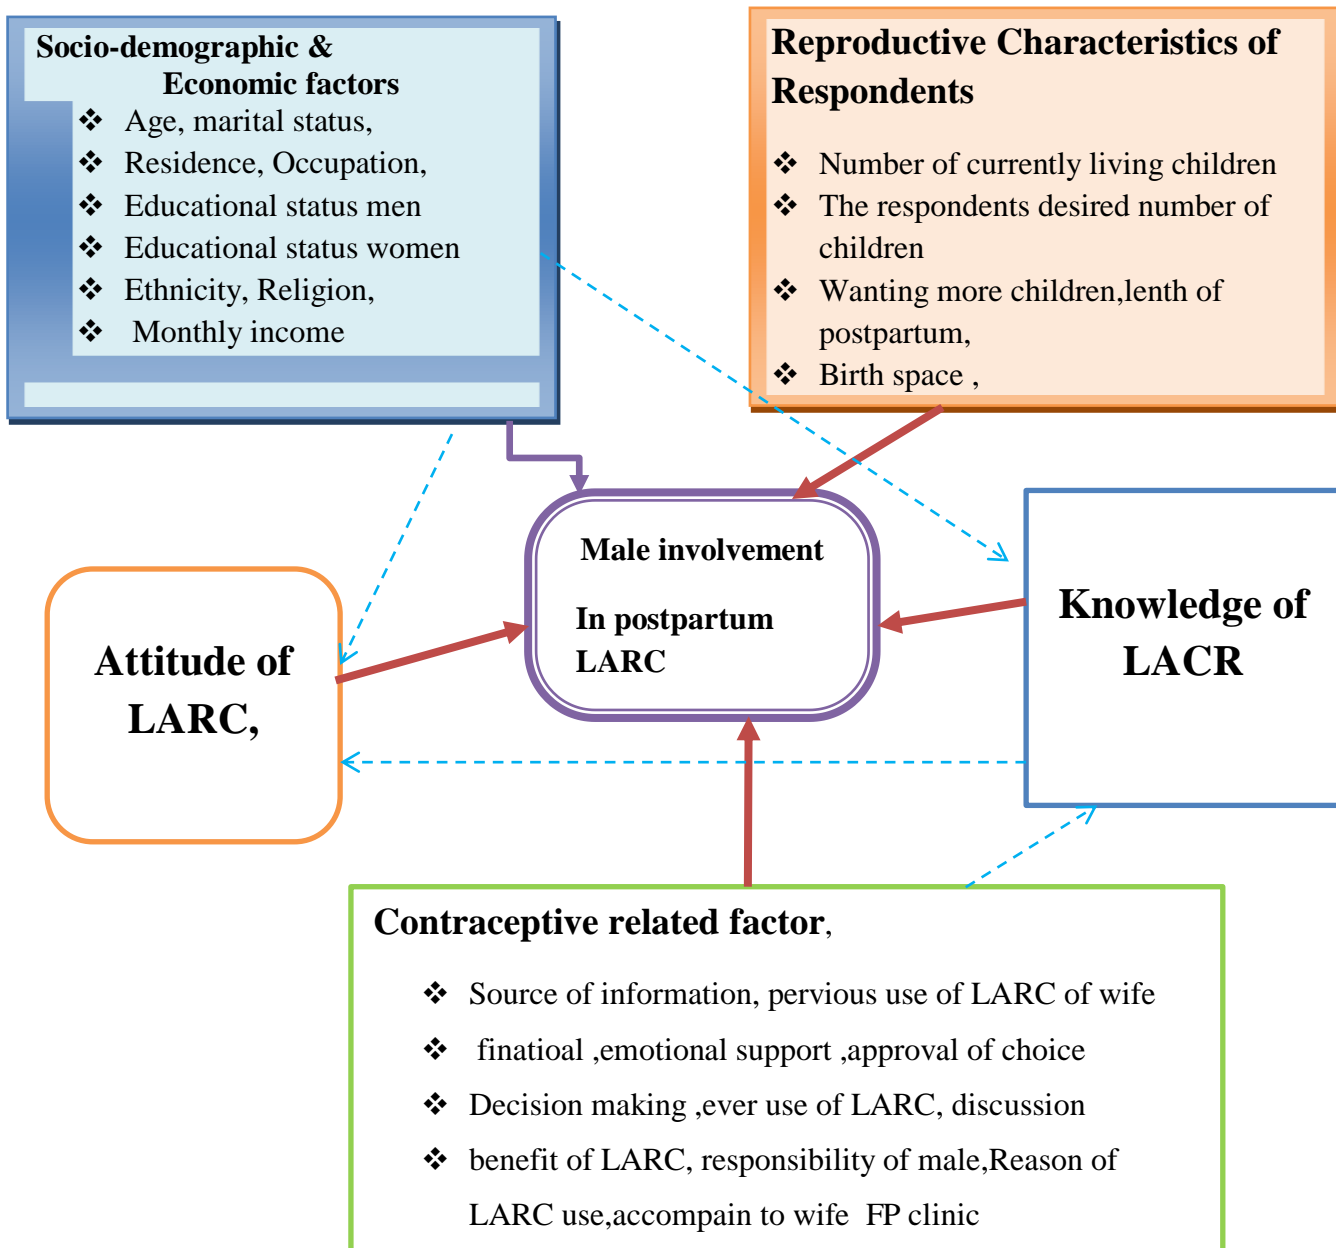 Socio-demographic &
Economic factors
❖ Age, marital status,
❖ Residence, Occupation,
❖ Educational status men
❖ Educational status women
❖ Ethnicity, Religion,
❖ Monthly income
Reproductive Characteristics of
Respondents
❖ Number of currently living children
❖ The respondents desired number of
children
❖ Wanting more children,lenth of
postpartum,
❖ Birth space ,
Male involvement
In postpartum
LARC
Attitude of
LARC,
Knowledge of
LACR
Contraceptive related factor,
❖ Source of information, pervious use of LARC of wife
❖ finatioal ,emotional support ,approval of choice
❖ Decision making ,ever use of LARC, discussion
❖ benefit of LARC, responsibility of male,Reason of
LARC use,accompain to wife FP clinic